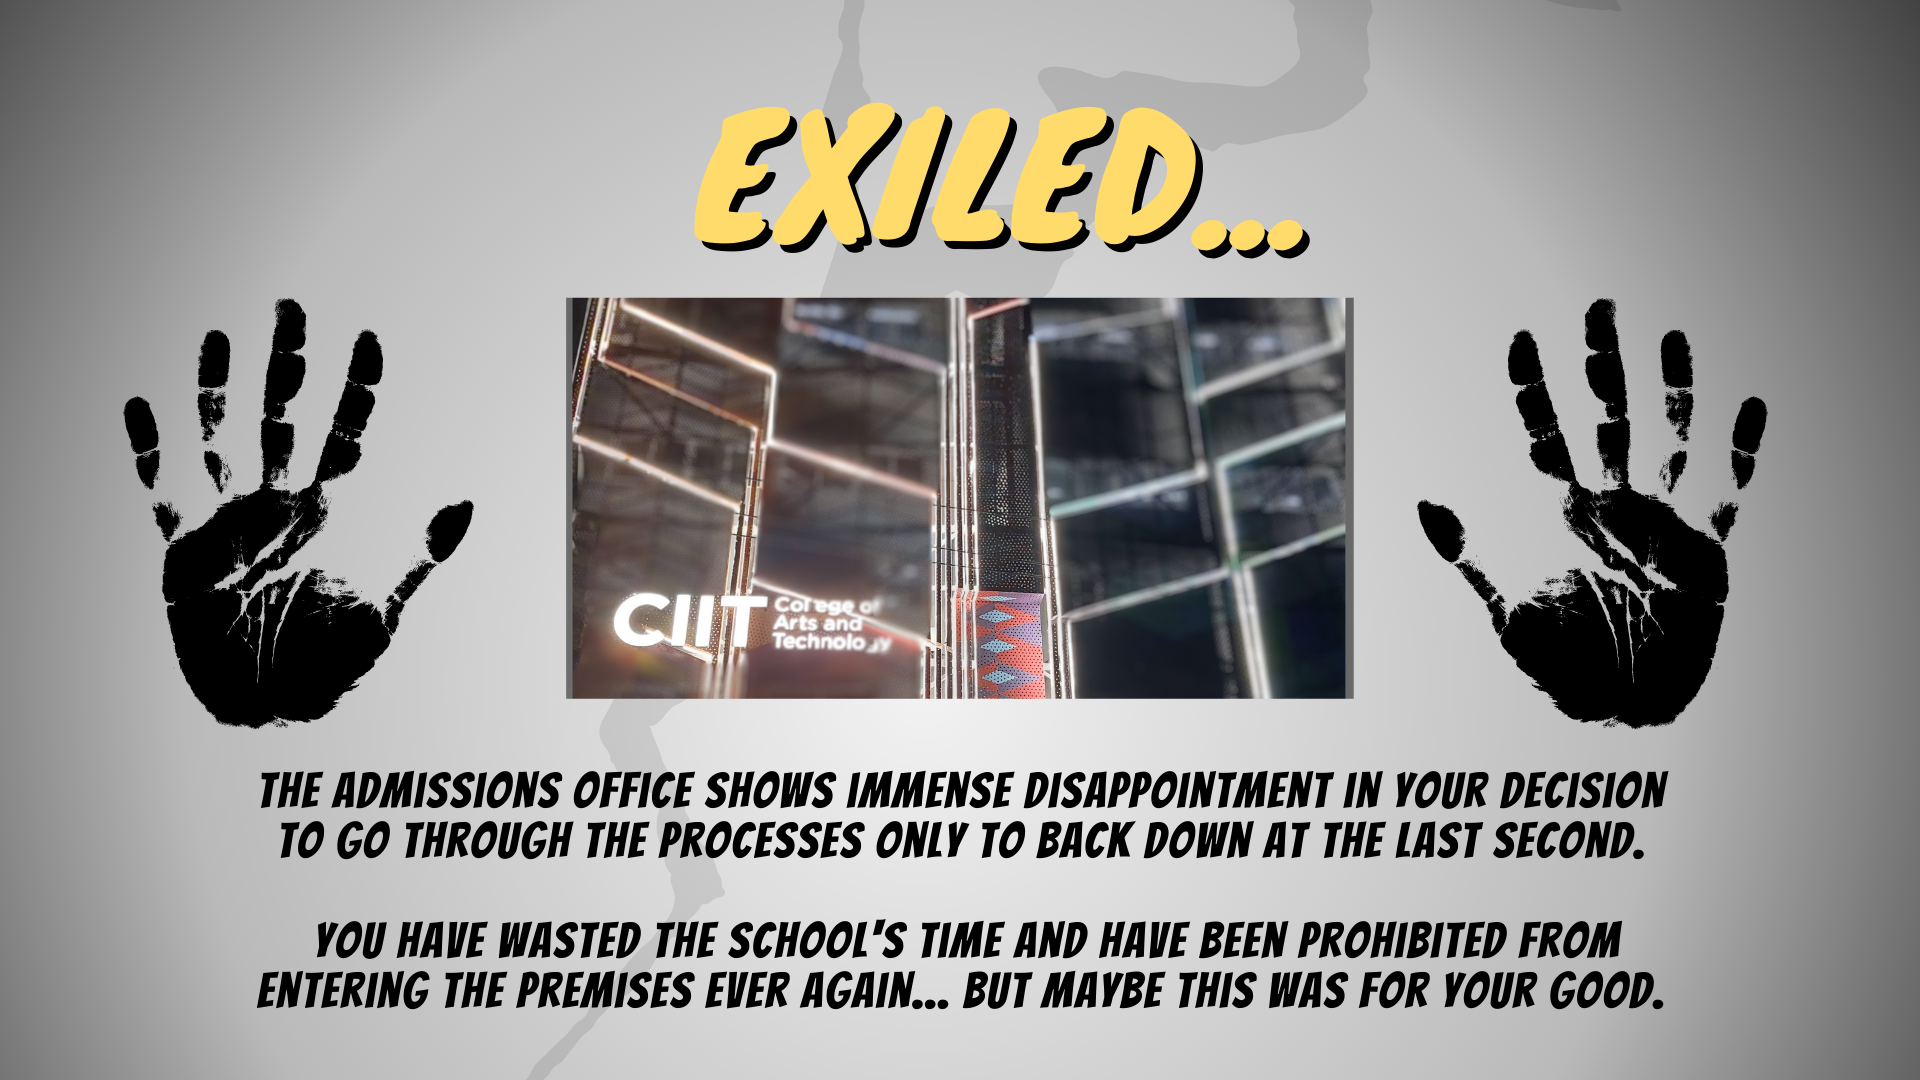 EXILED...
CIIT
College of
Arts and
Technology
THE ADMISSIONS OFFICE SHOWS IMMENSE DISAPPOINTMENT IN YOUR DECISION
TO GO THROUGH THE PROCESSES ONLY TO BACK DOWN AT THE LAST SECOND.
YOU HAVE WASTED THE SCHOOL'S TIME AND HAVE BEEN PROHIBITED FROM
ENTERING THE PREMISES EVER AGAIN... BUT MAYBE THIS WAS FOR YOUR GOOD.